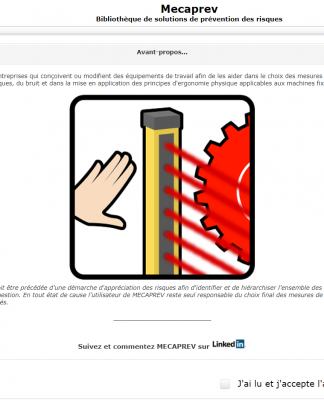 Mecaprev
Bibliothèque de solutions de prévention des risques
Avant-propos...
ntreprises qui conçoivent ou modifient des équipements de travail afin de les aider dans le choix des mesures
ques, du bruit et dans la mise en application des principes d'ergonomie physique applicables aux machines fix
oit être précédée d'une démarche d'appréciation des risques afin d'identifier et de hiérarchiser l'ensemble des
uestion. En tout état de cause l'utilisateur de MECAPREV reste seul responsable du choix final des mesures de
és.
Suivez et commentez MECAPREV sur LinkedIn
J'ai lu et j'accepte l'a